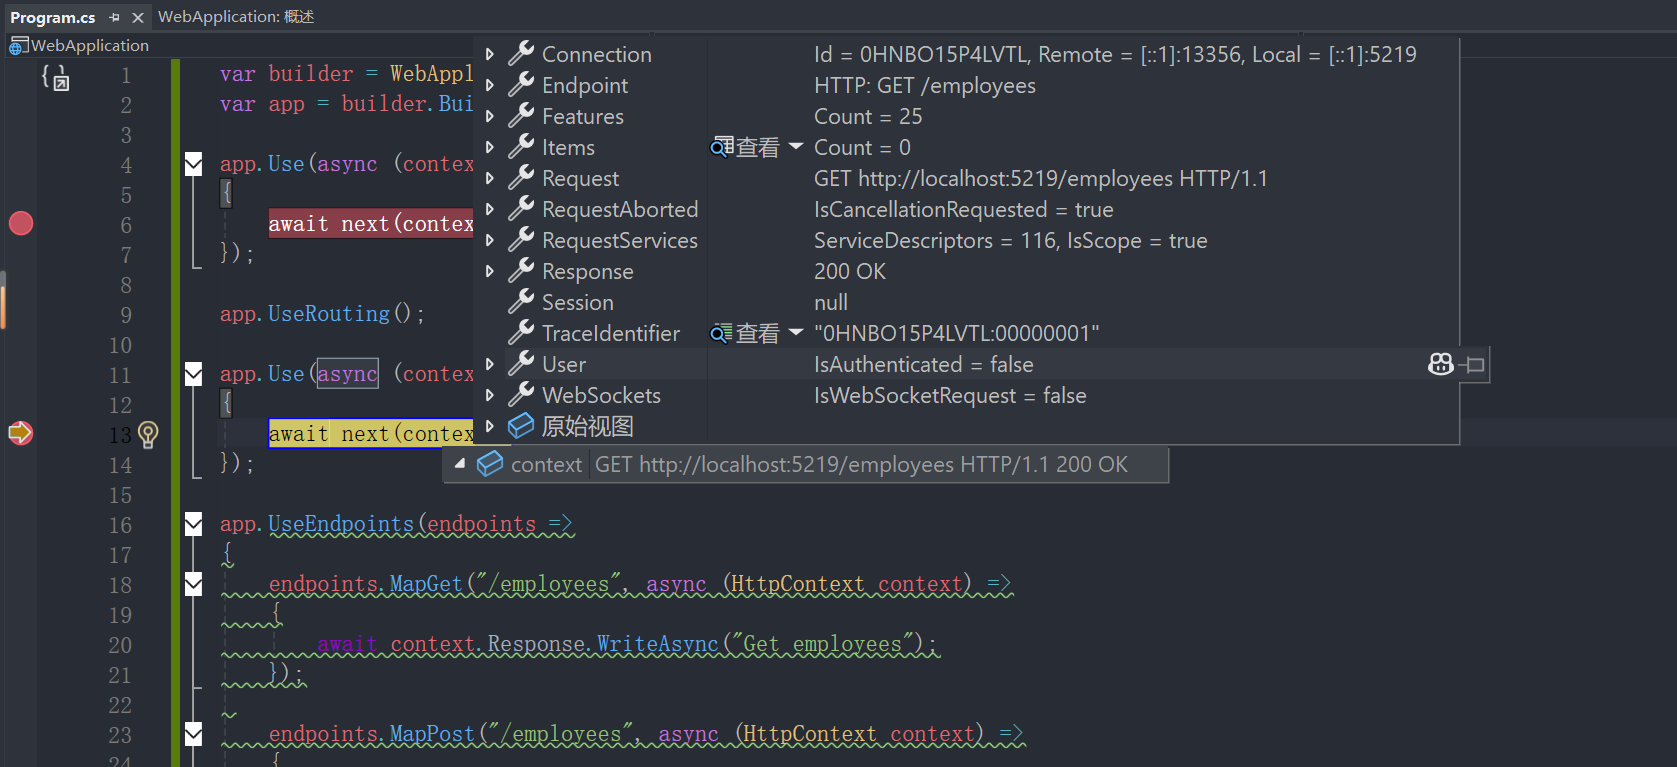 Program.cs WebApplication: 概述
WebApplication
Connection Id = 0HNBO15P4LVTL, Remote = [::1]:13356, Local = [::1]:5219
Endpoint HTTP: GET /employees
Features Count = 25
Items 查看 Count = 0
Request GET http://localhost:5219/employees HTTP/1.1
RequestAborted IsCancellationRequested = true
RequestServices ServiceDescriptors = 116, IsScope = true
Response 200 OK
Session null
TraceIdentifier 查看 "0HNBO15P4LVTL:00000001"
User IsAuthenticated = false
WebSockets IsWebSocketRequest = false
原始视图
context GET http://localhost:5219/employees HTTP/1.1 200 OK
1 var builder = WebAppl
2 var app = builder.Bui
3
4 app.Use(async (contex
5 {
6 await next(contex
7 });
8
9 app.UseRouting();
10
11 app.Use(async (contex
12 {
13 await next(contex
14 });
15
16 app.UseEndpoints(endpoints =>
17 {
18 endpoints.MapGet("/employees", async (HttpContext context) =>
19 {
20 await context.Response.WriteAsync("Get employees");
21 });
22
23 endpoints.MapPost("/employees", async (HttpContext context) =>
24 {